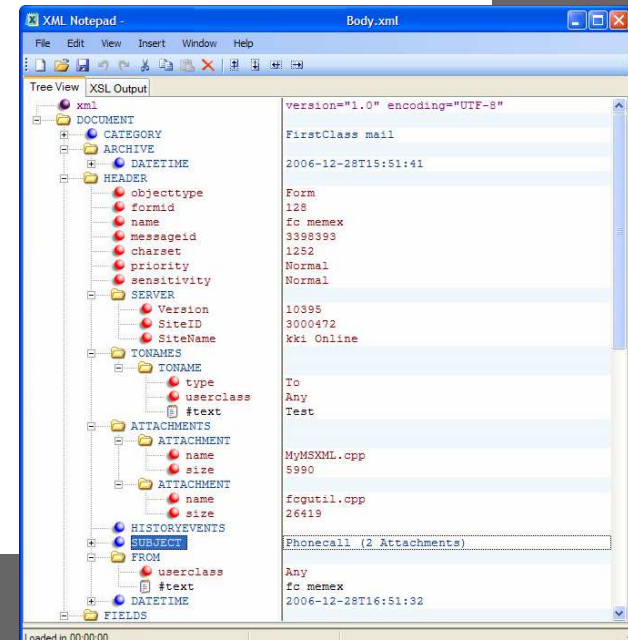 XML Notepad - Body.xml
File Edit View Insert Window Help
Tree View XSL Output
xml version="1.0" encoding="UTF-8"
DOCUMENT
CATEGORY FirstClass mail
ARCHIVE
DATETIME 2006-12-28T15:51:41
HEADER
objecttype Form
formid 128
name fc memex
messageid 3398393
charset 1252
priority Normal
sensitivity Normal
SERVER
Version 10395
SiteID 3000472
SiteName kki Online
TONAMES
TONAME
type To
userclass Any
#text Test
ATTACHMENTS
ATTACHMENT
name MyMSXML.cpp
size 5990
ATTACHMENT
name fcgutil.cpp
size 26419
HISTORYEVENTS
SUBJECT Phonecall (2 Attachments)
FROM
userclass Any
#text fc memex
DATETIME 2006-12-28T16:51:32
FIELDS
Loaded in 00:00:00